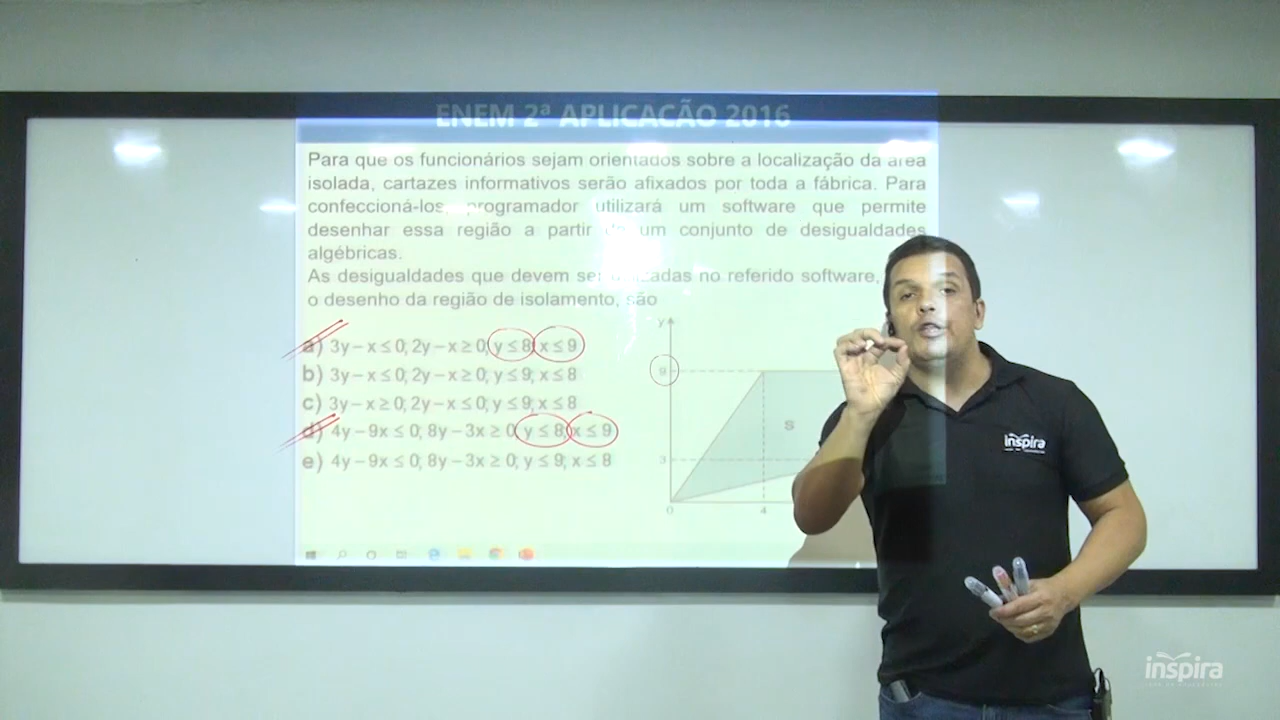 ENEM 2ª APLICAÇÃO 2016
Para que os funcionários sejam orientados sobre a localização da área
isolada, cartazes informativos serão afixados por toda a fábrica. Para
confeccioná-los, programador utilizará um software que permite
desenhar essa região a partir de um conjunto de desigualdades
algébricas.
As desigualdades que devem ser utilizadas no referido software,
o desenho da região de isolamento, são
a) 3y – x ≤ 0; 2y – x ≥ 0; y ≤ 8; x ≤ 9
b) 3y – x ≤ 0; 2y – x ≥ 0; y ≤ 9; x ≤ 8
c) 3y – x ≥ 0; 2y – x ≤ 0; y ≤ 9; x ≤ 8
d) 4y – 9x ≤ 0; 8y – 3x ≥ 0; y ≤ 8; x ≤ 9
e) 4y – 9x ≤ 0; 8y – 3x ≥ 0; y ≤ 9; x ≤ 8
y
9
S
3
0 4
inspira
inspira